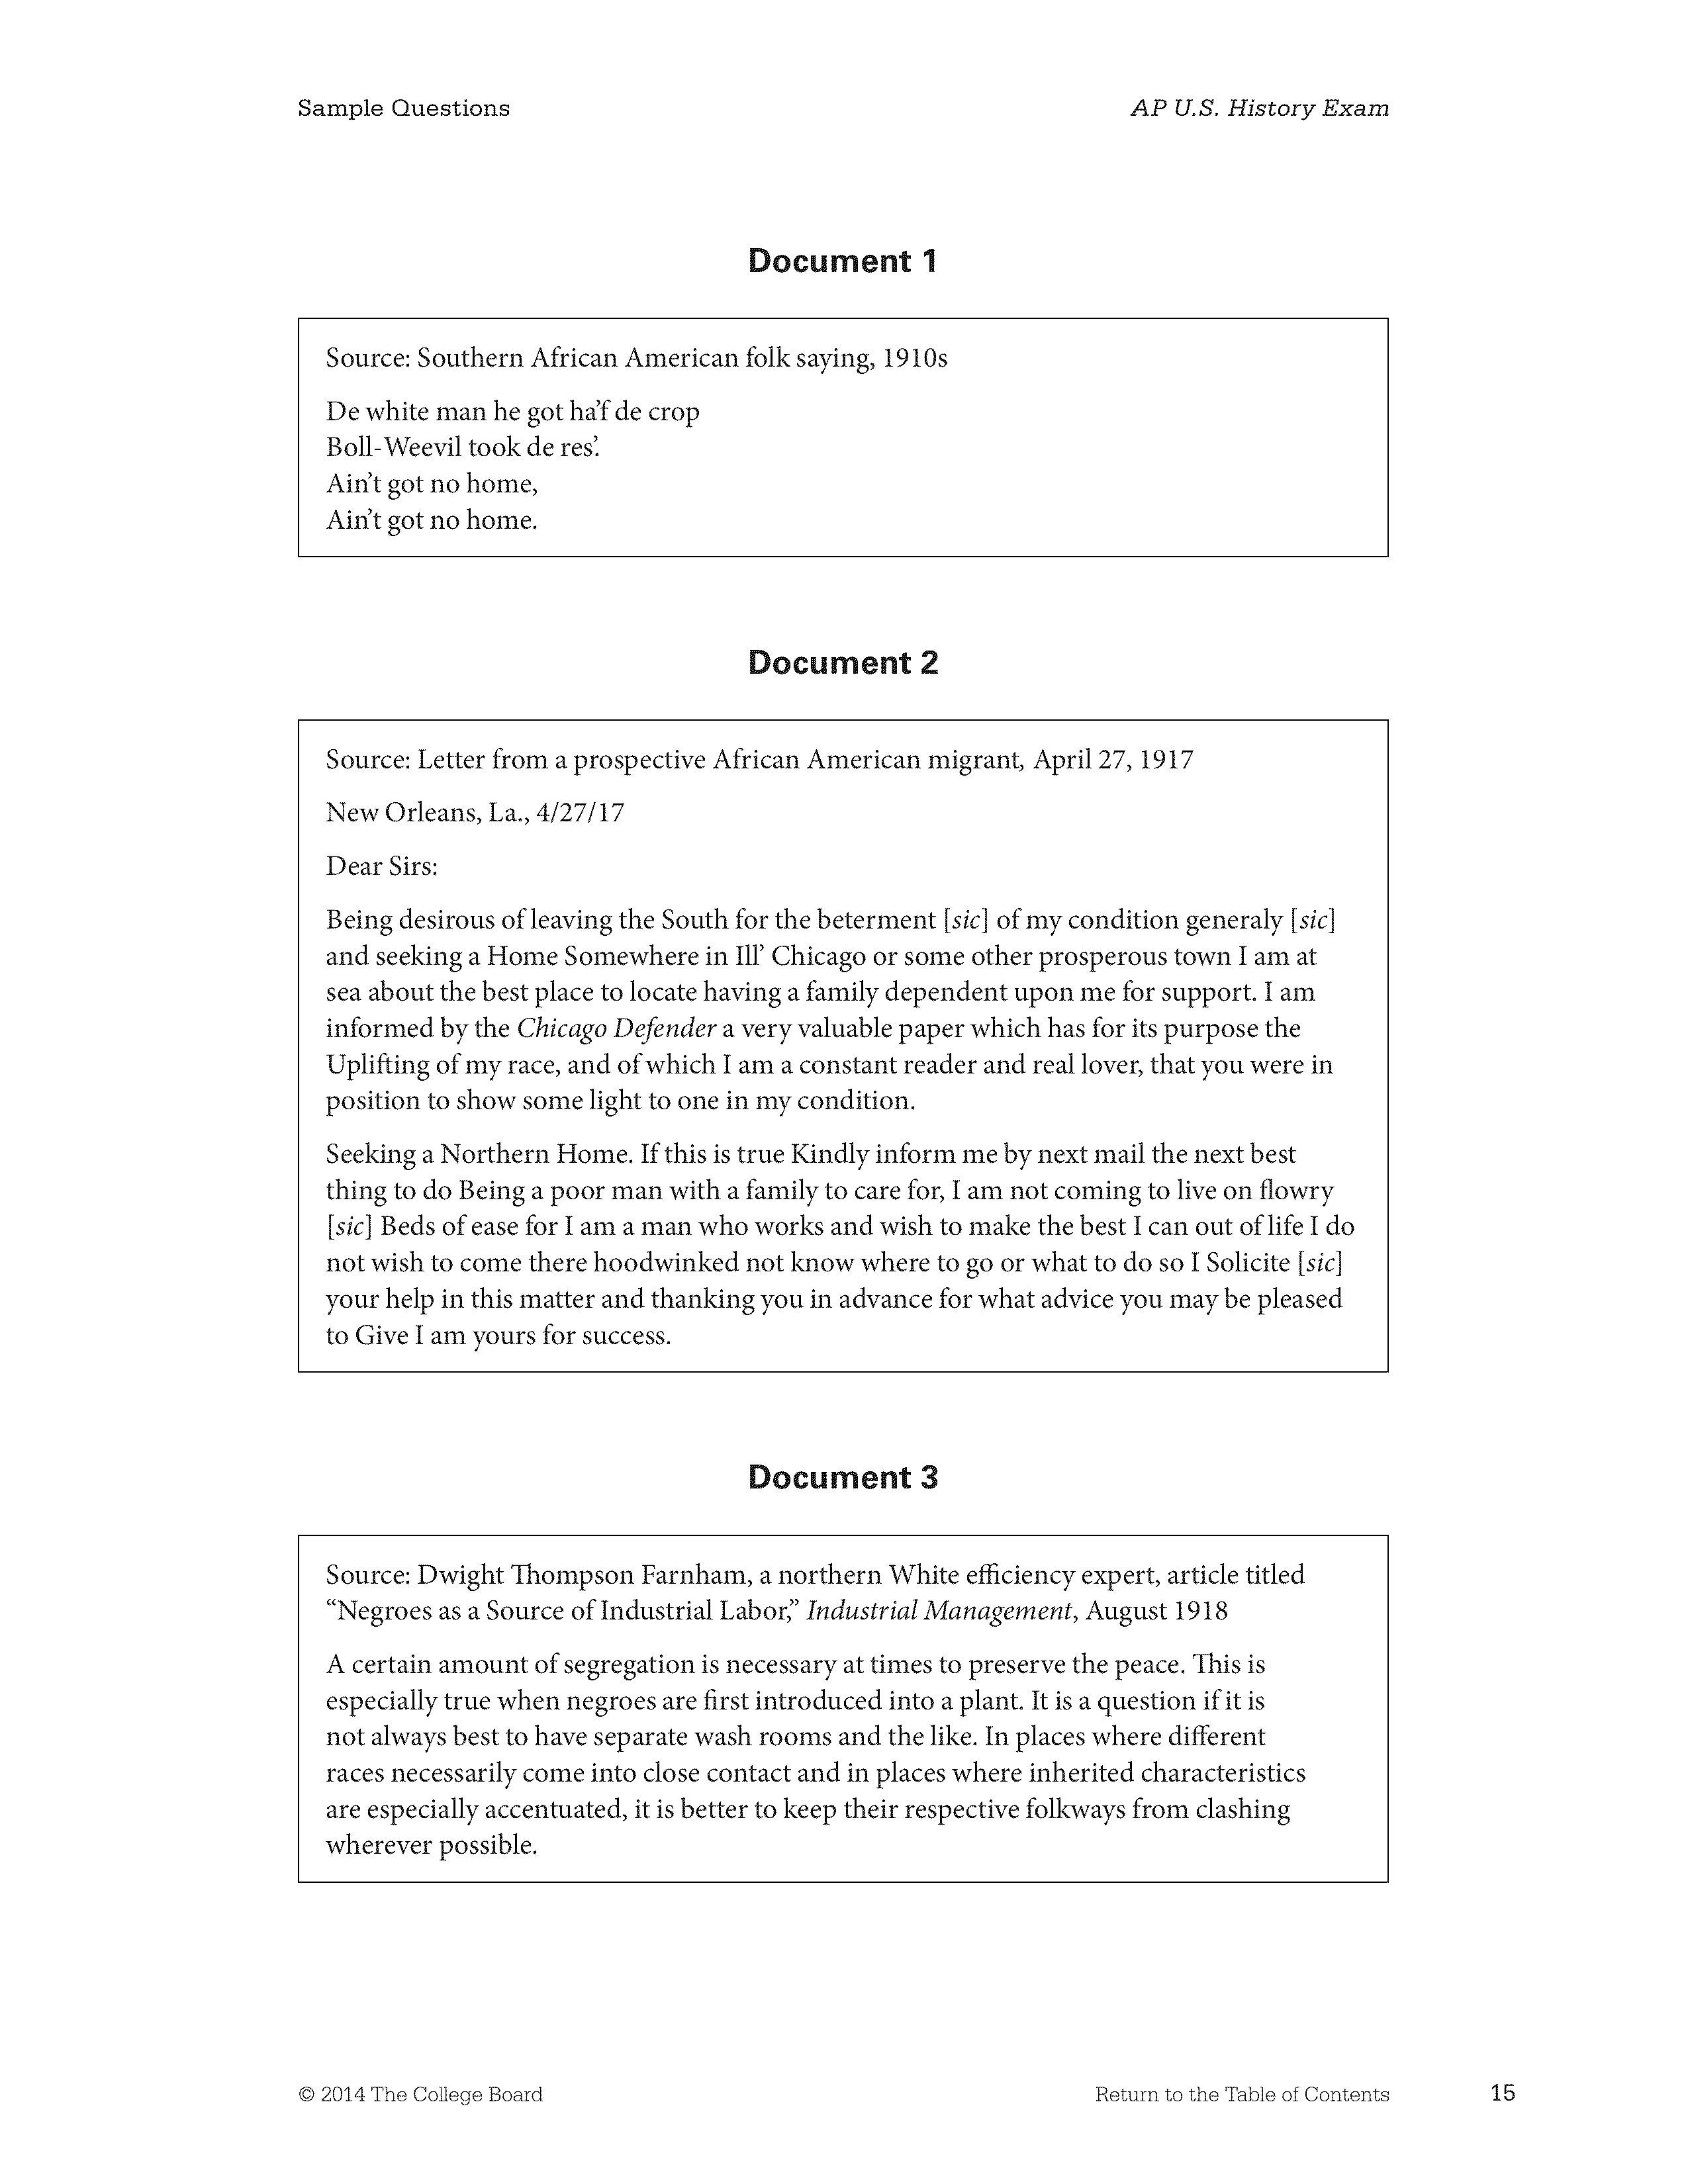 Sample Questions
AP U.S. History Exam
Document 1
Source: Southern African American folk saying, 1910s
De white man he got ha’f de crop
Boll-Weevil took de res’.
Ain’t got no home,
Ain’t got no home.
Document 2
Source: Letter from a prospective African American migrant, April 27, 1917
New Orleans, La., 4/27/17
Dear Sirs:
Being desirous of leaving the South for the beterment [sic] of my condition generaly [sic]
and seeking a Home Somewhere in Ill’ Chicago or some other prosperous town I am at
sea about the best place to locate having a family dependent upon me for support. I am
informed by the Chicago Defender a very valuable paper which has for its purpose the
Uplifting of my race, and of which I am a constant reader and real lover, that you were in
position to show some light to one in my condition.
Seeking a Northern Home. If this is true Kindly inform me by next mail the next best
thing to do Being a poor man with a family to care for, I am not coming to live on flowry
[sic] Beds of ease for I am a man who works and wish to make the best I can out of life I do
not wish to come there hoodwinked not know where to go or what to do so I Solicite [sic]
your help in this matter and thanking you in advance for what advice you may be pleased
to Give I am yours for success.
Document 3
Source: Dwight Thompson Farnham, a northern White efficiency expert, article titled
“Negroes as a Source of Industrial Labor,” Industrial Management, August 1918
A certain amount of segregation is necessary at times to preserve the peace. This is
especially true when negroes are first introduced into a plant. It is a question if it is
not always best to have separate wash rooms and the like. In places where different
races necessarily come into close contact and in places where inherited characteristics
are especially accentuated, it is better to keep their respective folkways from clashing
wherever possible.
© 2014 The College Board
Return to the Table of Contents
15